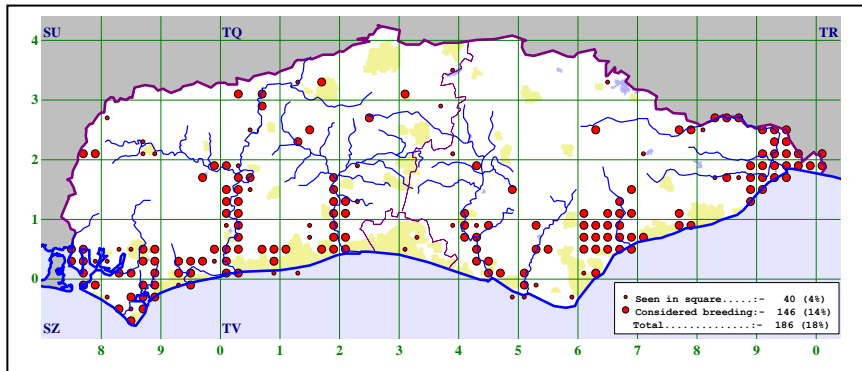 SU TQ TR
4
3
2
1
0
Seen in square.....:- 40 (4%)
Considered breeding:- 146 (14%)
Total..............:- 186 (18%)
SZ TV
8 9 0 1 2 3 4 5 6 7 8 9 0